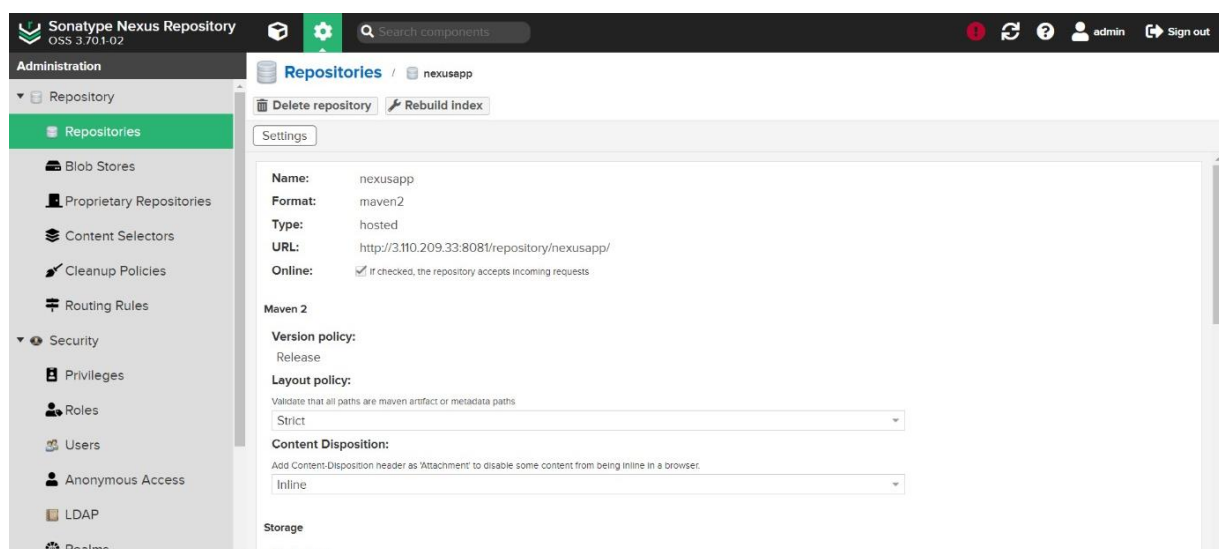 Sonatype Nexus Repository
OSS 3.70.1-02
Search components
admin
Sign out
Administration
Repositories / nexusapp
Repository
Delete repository
Rebuild index
Repositories
Settings
Blob Stores
Proprietary Repositories
Content Selectors
Cleanup Policies
Routing Rules
Security
Privileges
Roles
Users
Anonymous Access
LDAP
Realms
Name: nexusapp
Format: maven2
Type: hosted
URL: http://3.110.209.33:8081/repository/nexusapp/
Online: If checked, the repository accepts incoming requests
Maven 2
Version policy:
Release
Layout policy:
Validate that all paths are maven artifact or metadata paths
Strict
Content Disposition:
Add Content-Disposition header as 'Attachment' to disable some content from being inline in a browser.
Inline
Storage